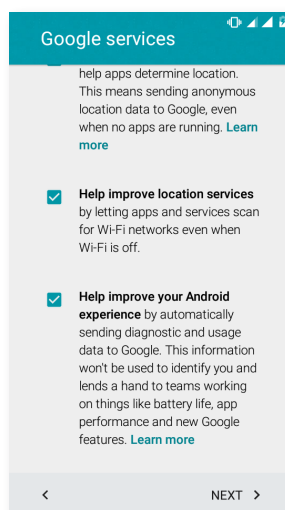 Google services
help apps determine location.
This means sending anonymous
location data to Google, even
when no apps are running. Learn
more
Help improve location services
by letting apps and services scan
for Wi-Fi networks even when
Wi-Fi is off.
Help improve your Android
experience by automatically
sending diagnostic and usage
data to Google. This information
won't be used to identify you and
lends a hand to teams working
on things like battery life, app
performance and new Google
features. Learn more
NEXT